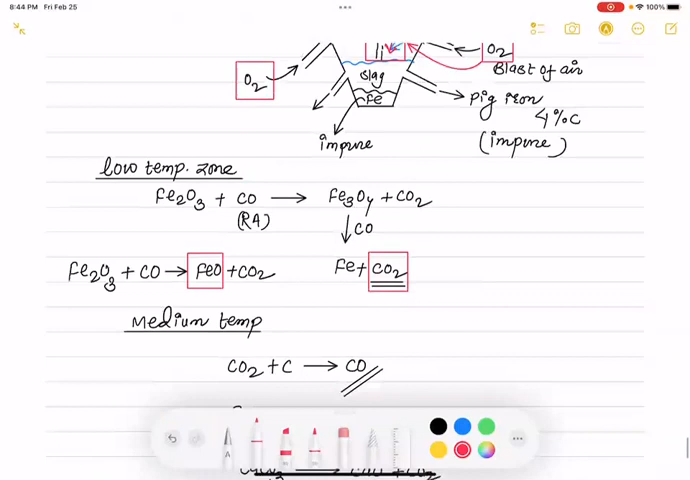 8:44 PM Fri Feb 25
100%
O2
Blast of air
O2
slag
Fe
Pig iron
4%C
(impure)
impure
low temp. zone
Fe2O3 + CO → Fe3O4 + CO2
(RA)
↓CO
Fe2O3 + CO → FeO + CO2
Fe + CO2
Medium temp
CO2 + C → CO
A